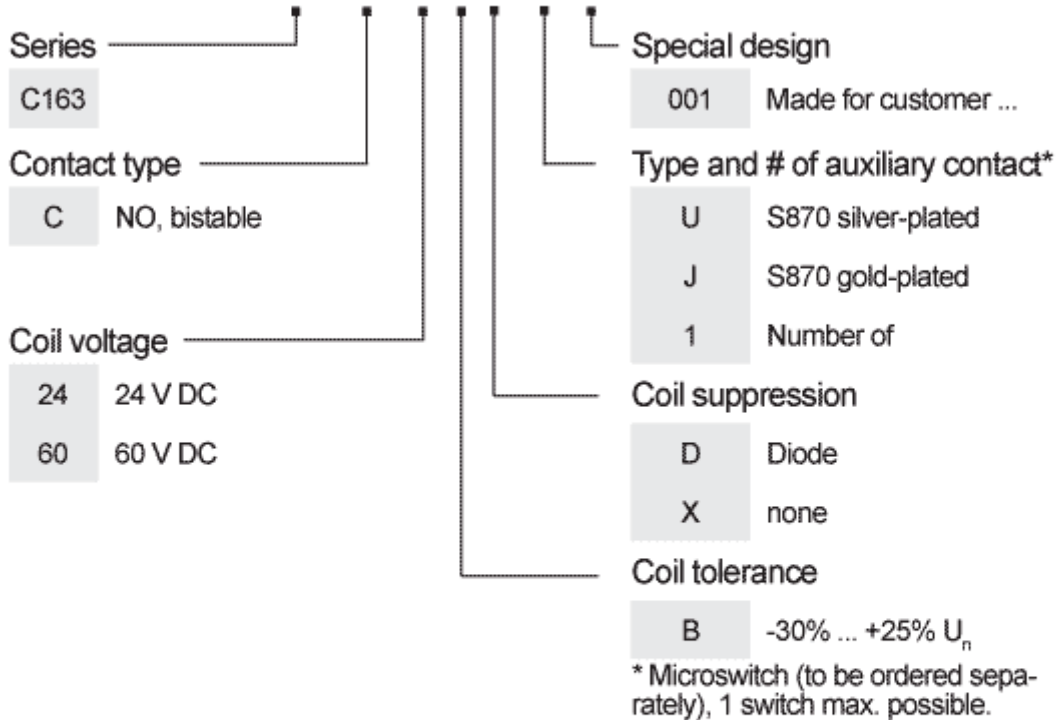 Series
C163
Contact type
C NO, bistable
Coil voltage
24 24 V DC
60 60 V DC
Special design
001 Made for customer ...
Type and # of auxiliary contact*
U S870 silver-plated
J S870 gold-plated
1 Number of
Coil suppression
D Diode
X none
Coil tolerance
B -30% ... +25% Un
* Microswitch (to be ordered sepa-
rately), 1 switch max. possible.